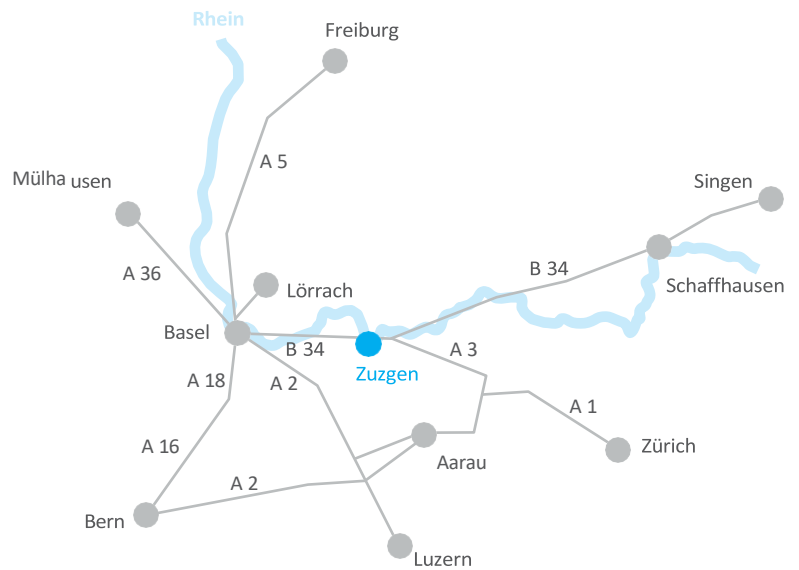 Rhein
Freiburg
A 5
Mülha usen
Singen
A 36
B 34
Schaffhausen
Lörrach
Basel
B 34
A 3
Zuzgen
A 18
A 2
A 1
A 16
Zürich
Aarau
A 2
Bern
Luzern